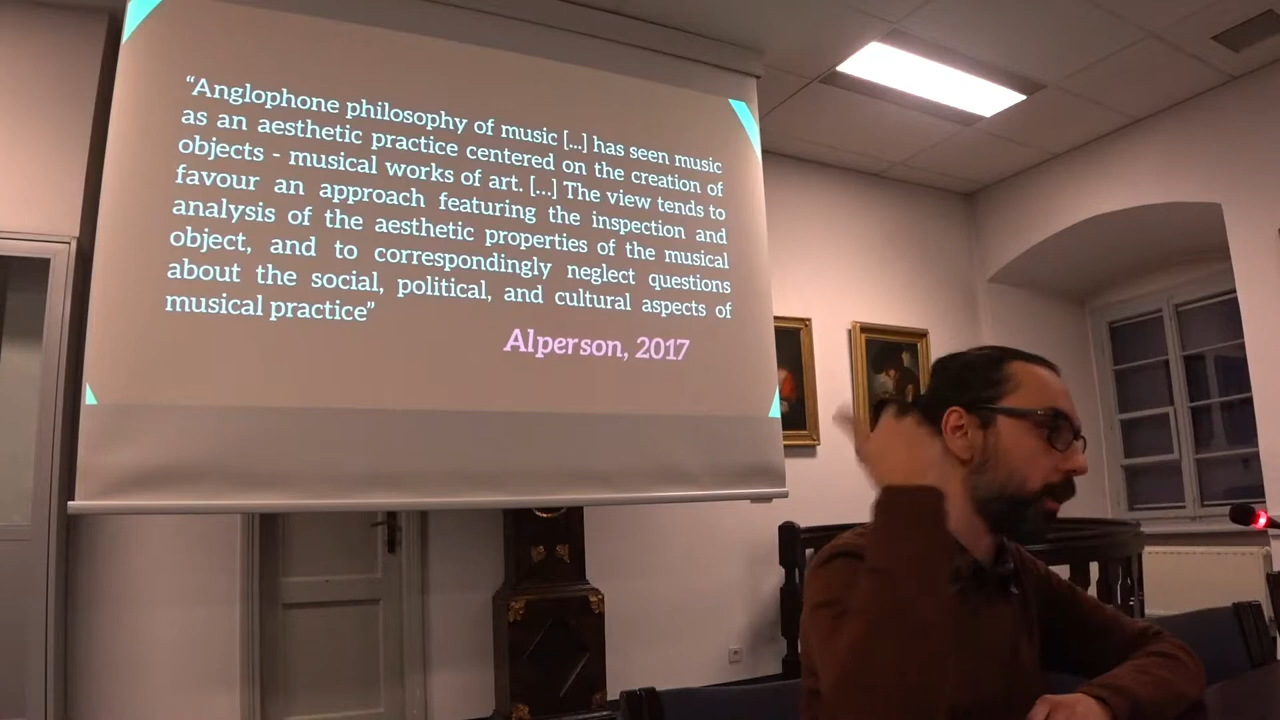 “Anglophone philosophy of music [...] has seen music
as an aesthetic practice centered on the creation of
objects - musical works of art. [...] The view tends to
favour an approach featuring the inspection and
analysis of the aesthetic properties of the musical
object, and to correspondingly neglect questions
about the social, political, and cultural aspects of
musical practice”
Alperson, 2017